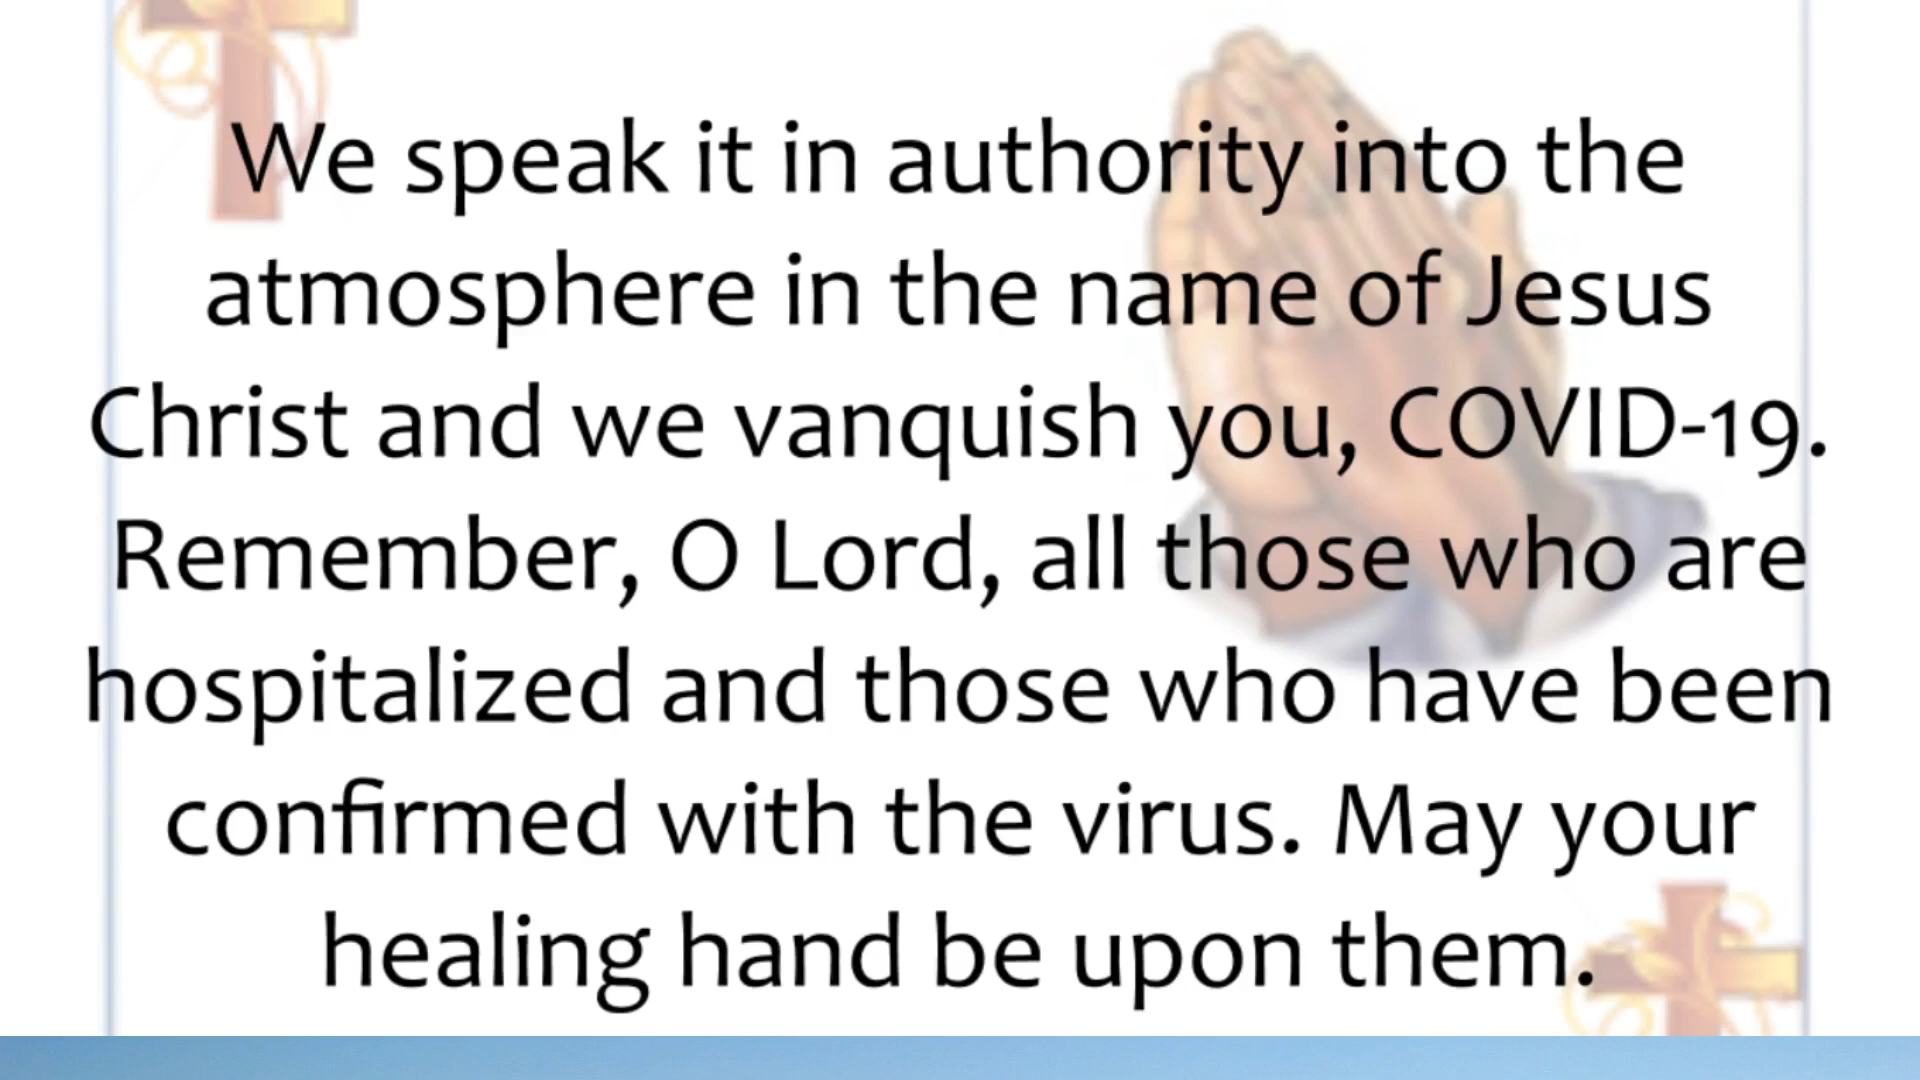 We speak it in authority into the
atmosphere in the name of Jesus
Christ and we vanquish you, COVID-19.
Remember, O Lord, all those who are
hospitalized and those who have been
confirmed with the virus. May your
healing hand be upon them.